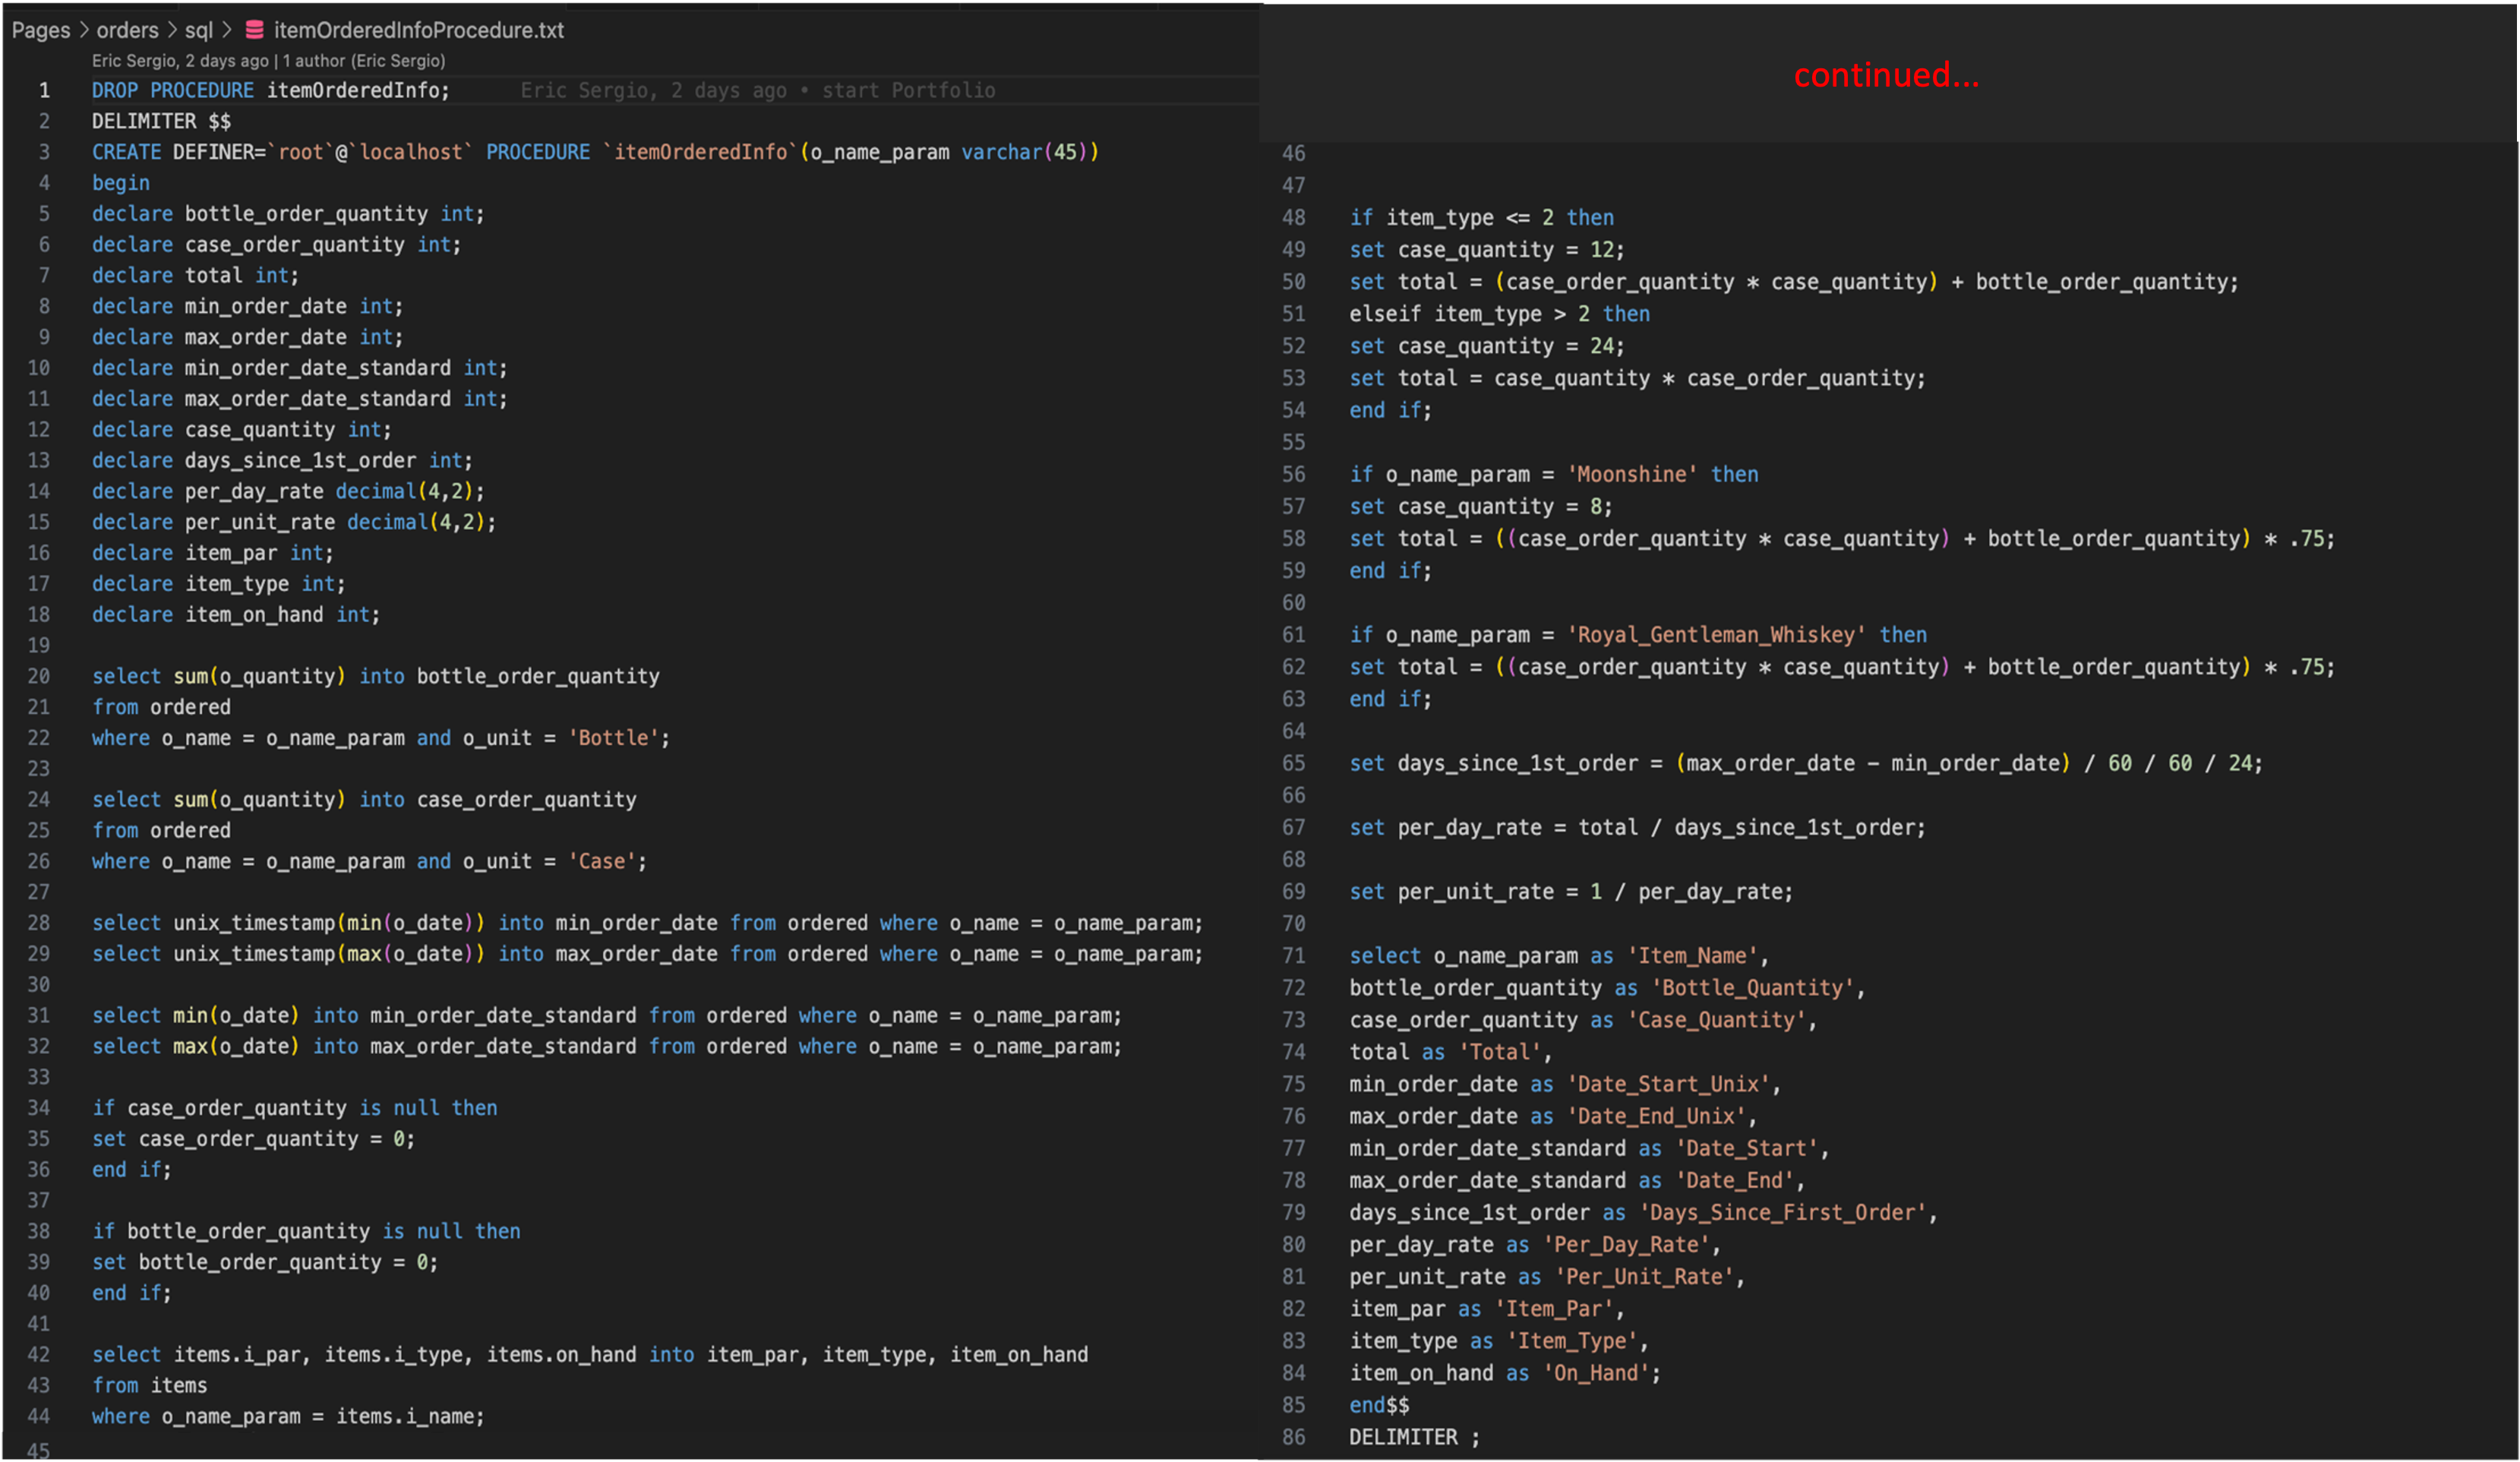 Pages > orders > sql > itemOrderedInfoProcedure.txt
Eric Sergio, 2 days ago | 1 author (Eric Sergio)
1 DROP PROCEDURE itemOrderedInfo; Eric Sergio, 2 days ago • start Portfolio
2 DELIMITER $$
3 CREATE DEFINER=`root`@`localhost` PROCEDURE `itemOrderedInfo`(o_name_param varchar(45))
4 begin
5 declare bottle_order_quantity int;
6 declare case_order_quantity int;
7 declare total int;
8 declare min_order_date int;
9 declare max_order_date int;
10 declare min_order_date_standard int;
11 declare max_order_date_standard int;
12 declare case_quantity int;
13 declare days_since_1st_order int;
14 declare per_day_rate decimal(4,2);
15 declare per_unit_rate decimal(4,2);
16 declare item_par int;
17 declare item_type int;
18 declare item_on_hand int;
19
20 select sum(o_quantity) into bottle_order_quantity
21 from ordered
22 where o_name = o_name_param and o_unit = 'Bottle';
23
24 select sum(o_quantity) into case_order_quantity
25 from ordered
26 where o_name = o_name_param and o_unit = 'Case';
27
28 select unix_timestamp(min(o_date)) into min_order_date from ordered where o_name = o_name_param;
29 select unix_timestamp(max(o_date)) into max_order_date from ordered where o_name = o_name_param;
30
31 select min(o_date) into min_order_date_standard from ordered where o_name = o_name_param;
32 select max(o_date) into max_order_date_standard from ordered where o_name = o_name_param;
33
34 if case_order_quantity is null then
35 set case_order_quantity = 0;
36 end if;
37
38 if bottle_order_quantity is null then
39 set bottle_order_quantity = 0;
40 end if;
41
42 select items.i_par, items.i_type, items.on_hand into item_par, item_type, item_on_hand
43 from items
44 where o_name_param = items.i_name;
45
continued...
46
47
48 if item_type <= 2 then
49 set case_quantity = 12;
50 set total = (case_order_quantity * case_quantity) + bottle_order_quantity;
51 elseif item_type > 2 then
52 set case_quantity = 24;
53 set total = case_quantity * case_order_quantity;
54 end if;
55
56 if o_name_param = 'Moonshine' then
57 set case_quantity = 8;
58 set total = ((case_order_quantity * case_quantity) + bottle_order_quantity) * .75;
59 end if;
60
61 if o_name_param = 'Royal_Gentleman_Whiskey' then
62 set total = ((case_order_quantity * case_quantity) + bottle_order_quantity) * .75;
63 end if;
64
65 set days_since_1st_order = (max_order_date - min_order_date) / 60 / 60 / 24;
66
67 set per_day_rate = total / days_since_1st_order;
68
69 set per_unit_rate = 1 / per_day_rate;
70
71 select o_name_param as 'Item_Name',
72 bottle_order_quantity as 'Bottle_Quantity',
73 case_order_quantity as 'Case_Quantity',
74 total as 'Total',
75 min_order_date as 'Date_Start_Unix',
76 max_order_date as 'Date_End_Unix',
77 min_order_date_standard as 'Date_Start',
78 max_order_date_standard as 'Date_End',
79 days_since_1st_order as 'Days_Since_First_Order',
80 per_day_rate as 'Per_Day_Rate',
81 per_unit_rate as 'Per_Unit_Rate',
82 item_par as 'Item_Par',
83 item_type as 'Item_Type',
84 item_on_hand as 'On_Hand';
85 end$$
86 DELIMITER ;